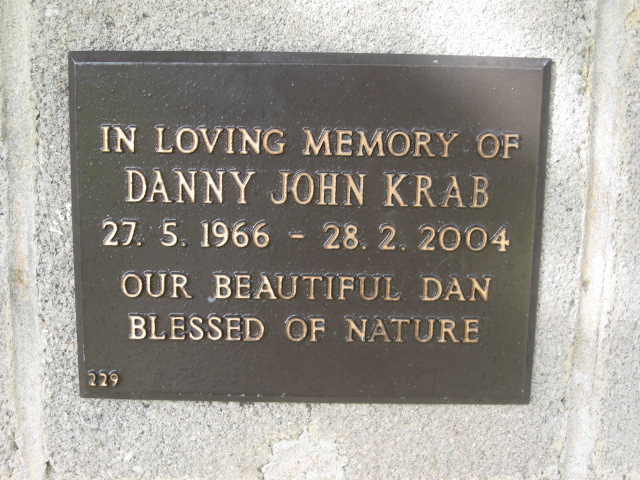 IN LOVING MEMORY OF
DANNY JOHN KRAB
27. 5. 1966 - 28. 2. 2004
OUR BEAUTIFUL DAN
BLESSED OF NATURE
229